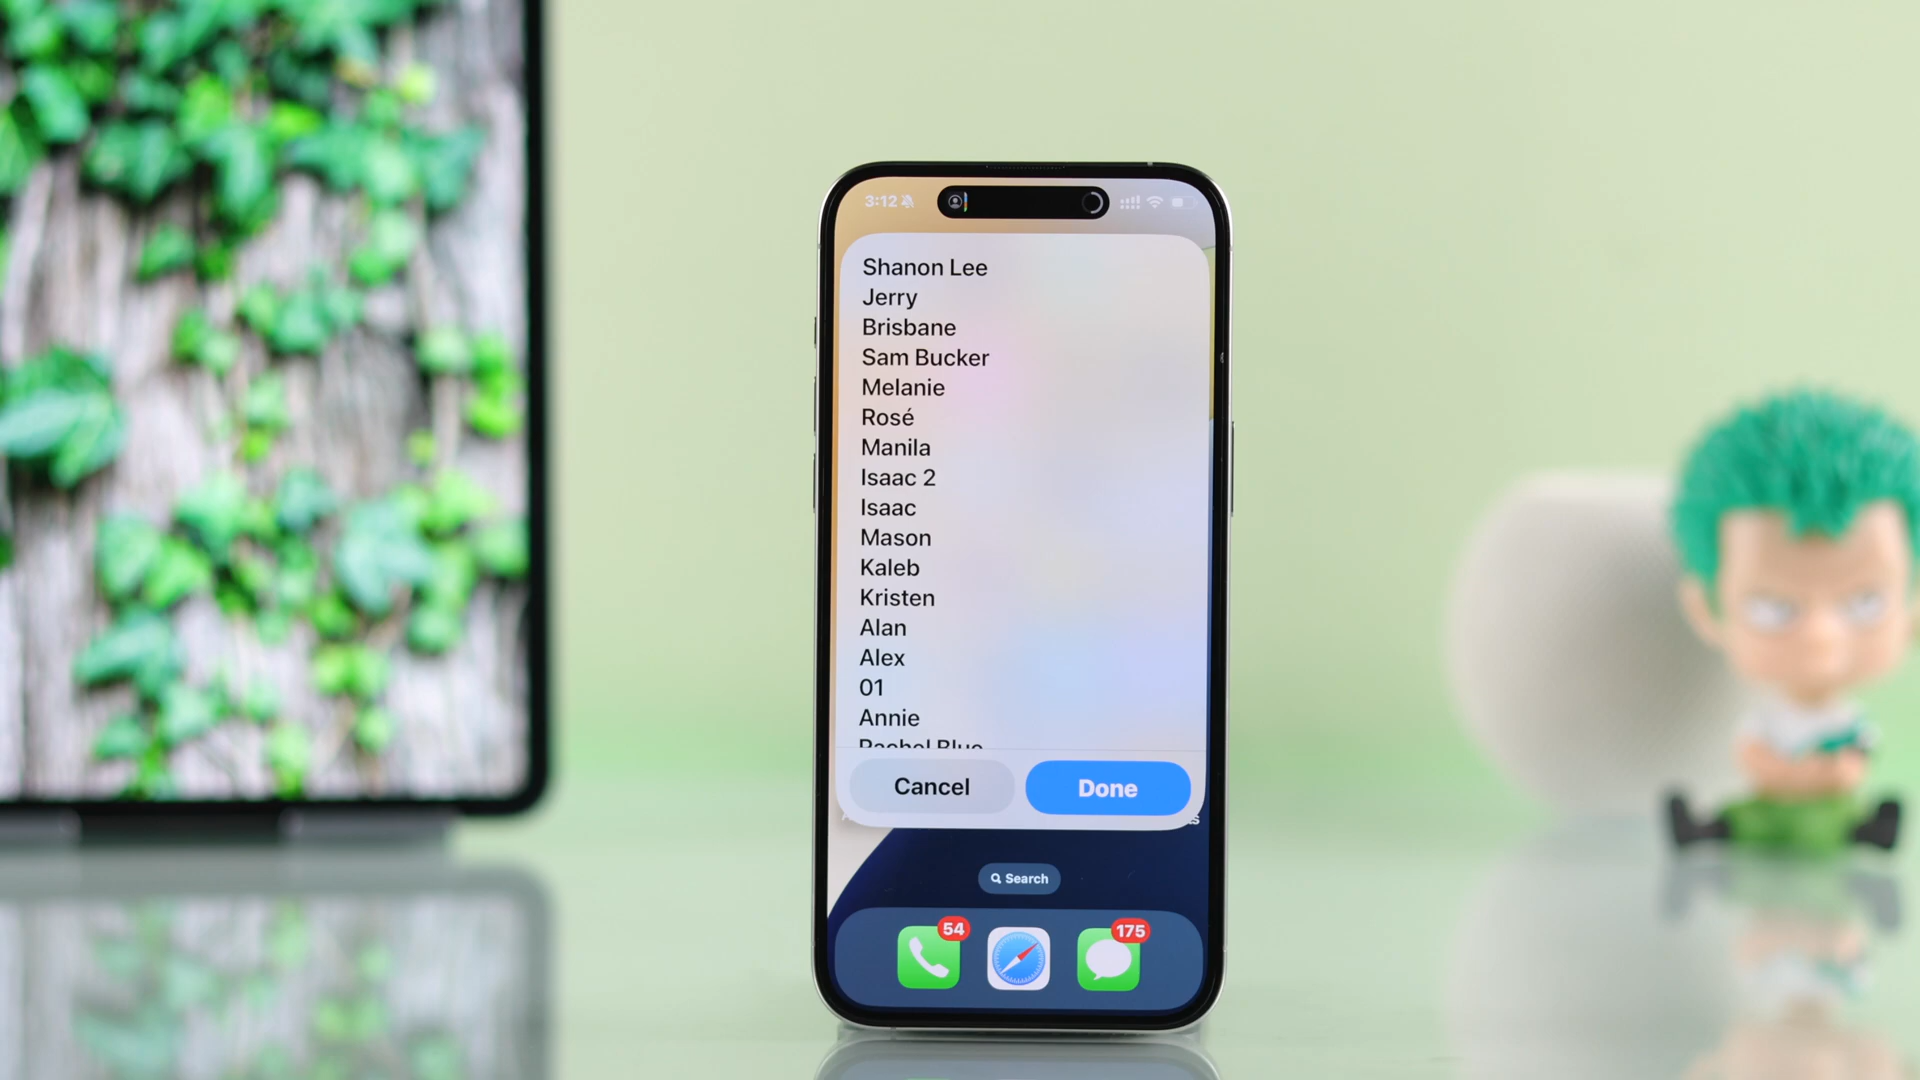 3:12
Shanon Lee
Jerry
Brisbane
Sam Bucker
Melanie
Rosé
Manila
Isaac 2
Isaac
Mason
Kaleb
Kristen
Alan
Alex
01
Annie
Rachel Blue
Cancel
Done
Search
54
175